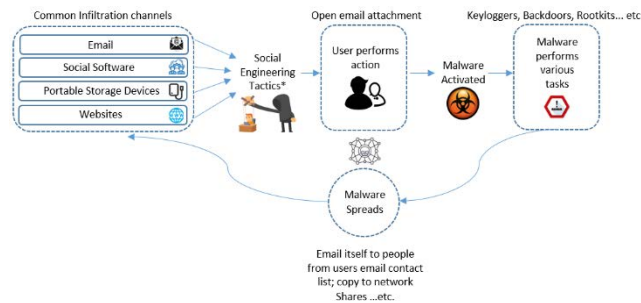 Common Infiltration channels
Email
Social Software
Portable Storage Devices
Websites
Social
Engineering
Tactics*
Open email attachment
User performs
action
Malware
Activated
Keyloggers, Backdoors, Rootkits... etc
Malware
performs
various
tasks
Malware
Spreads
Email itself to people
from users email contact
list; copy to network
Shares ...etc.